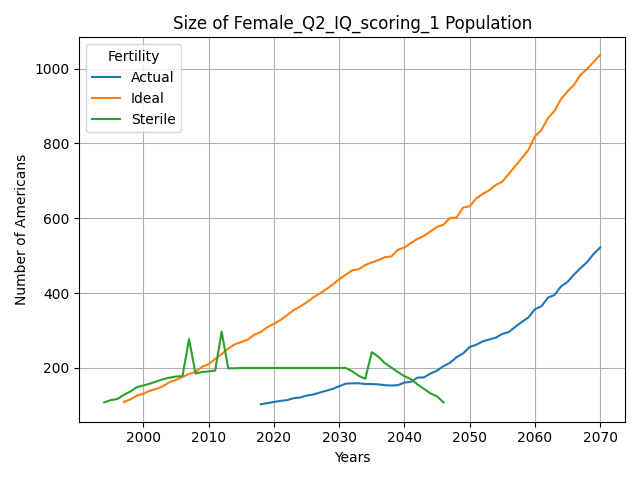 Size of Female_Q2_IQ_scoring_1 Population
Fertility
Actual
Ideal
Sterile
Number of Americans
1000
800
600
400
200
2000 2010 2020 2030 2040 2050 2060 2070
Years